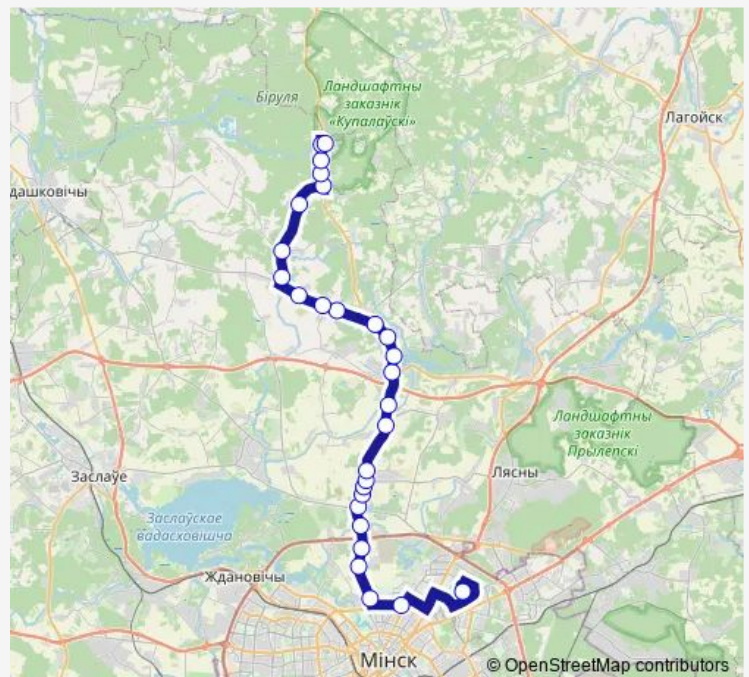 Ландшафтны
заказнік
«Купалаўскі»
Біруля
Лагойск
дашковічы
Ландшафтны
заказнік
Прылепскі
Лясны
Заслаўе
Заслаўскае
вадасховішча
Ждановічы
Мінск
© OpenStreetMap contributors